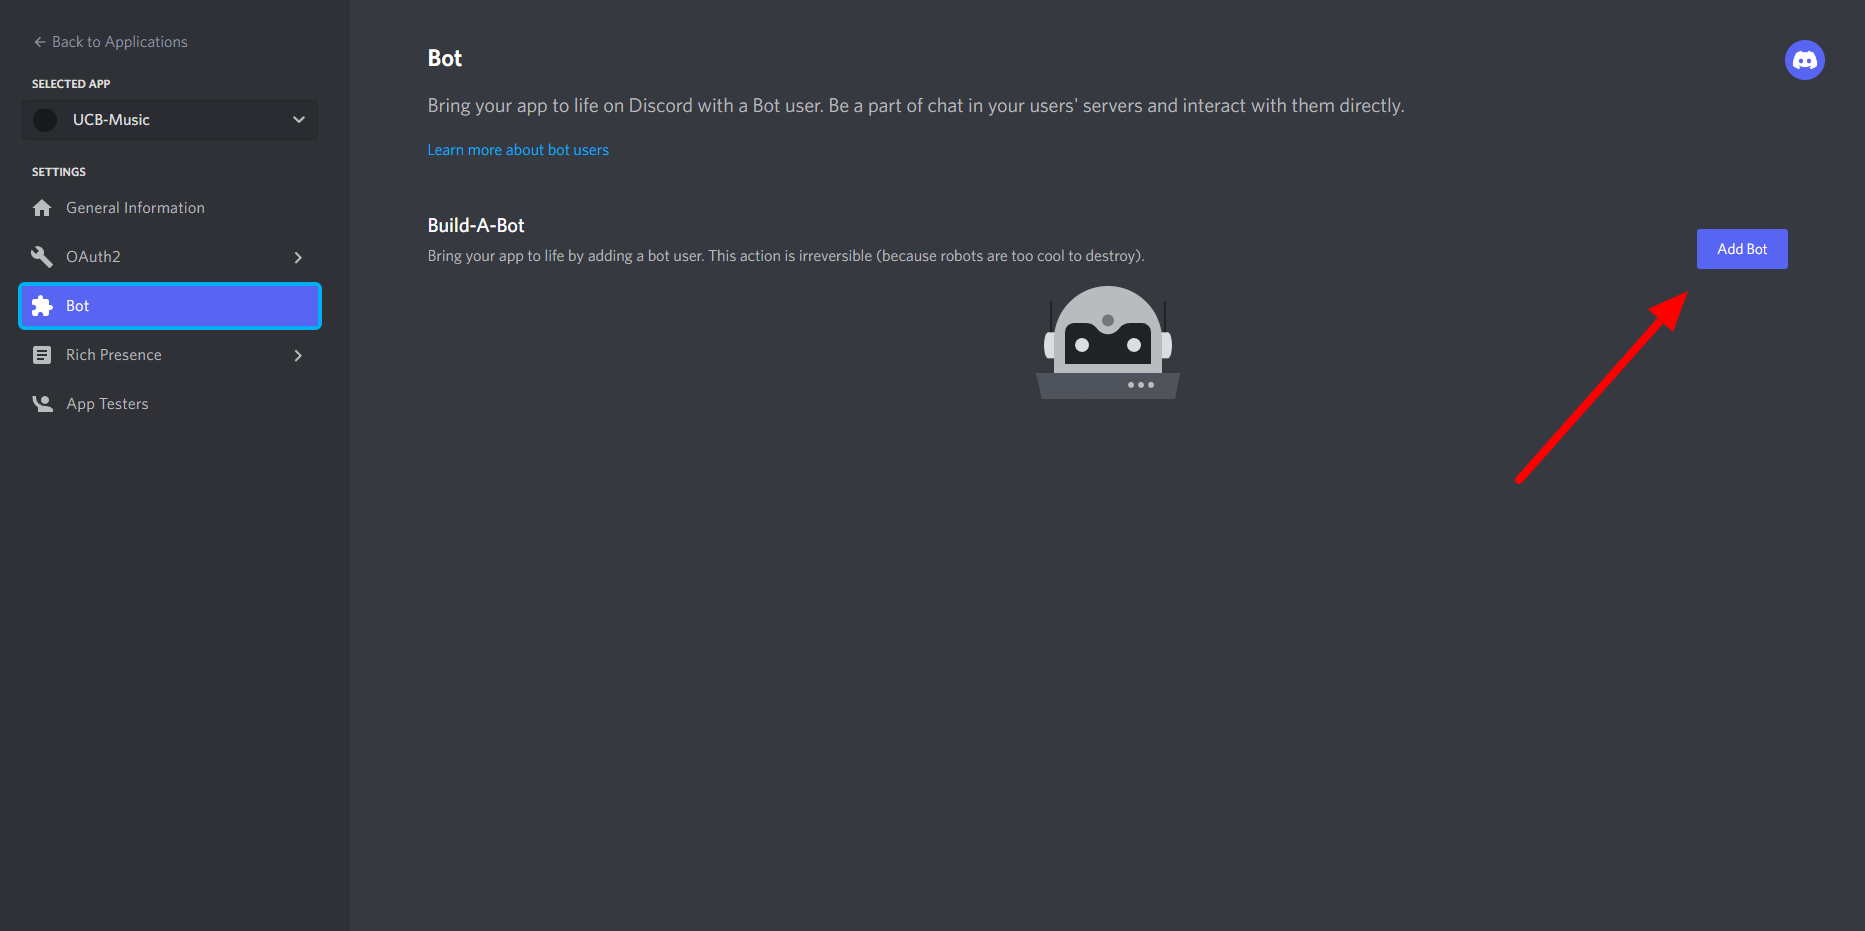 Back to Applications
SELECTED APP
UCB-Music
SETTINGS
General Information
OAuth2
Bot
Rich Presence
App Testers
Bot
Bring your app to life on Discord with a Bot user. Be a part of chat in your users' servers and interact with them directly.
Learn more about bot users
Build-A-Bot
Bring your app to life by adding a bot user. This action is irreversible (because robots are too cool to destroy).
Add Bot